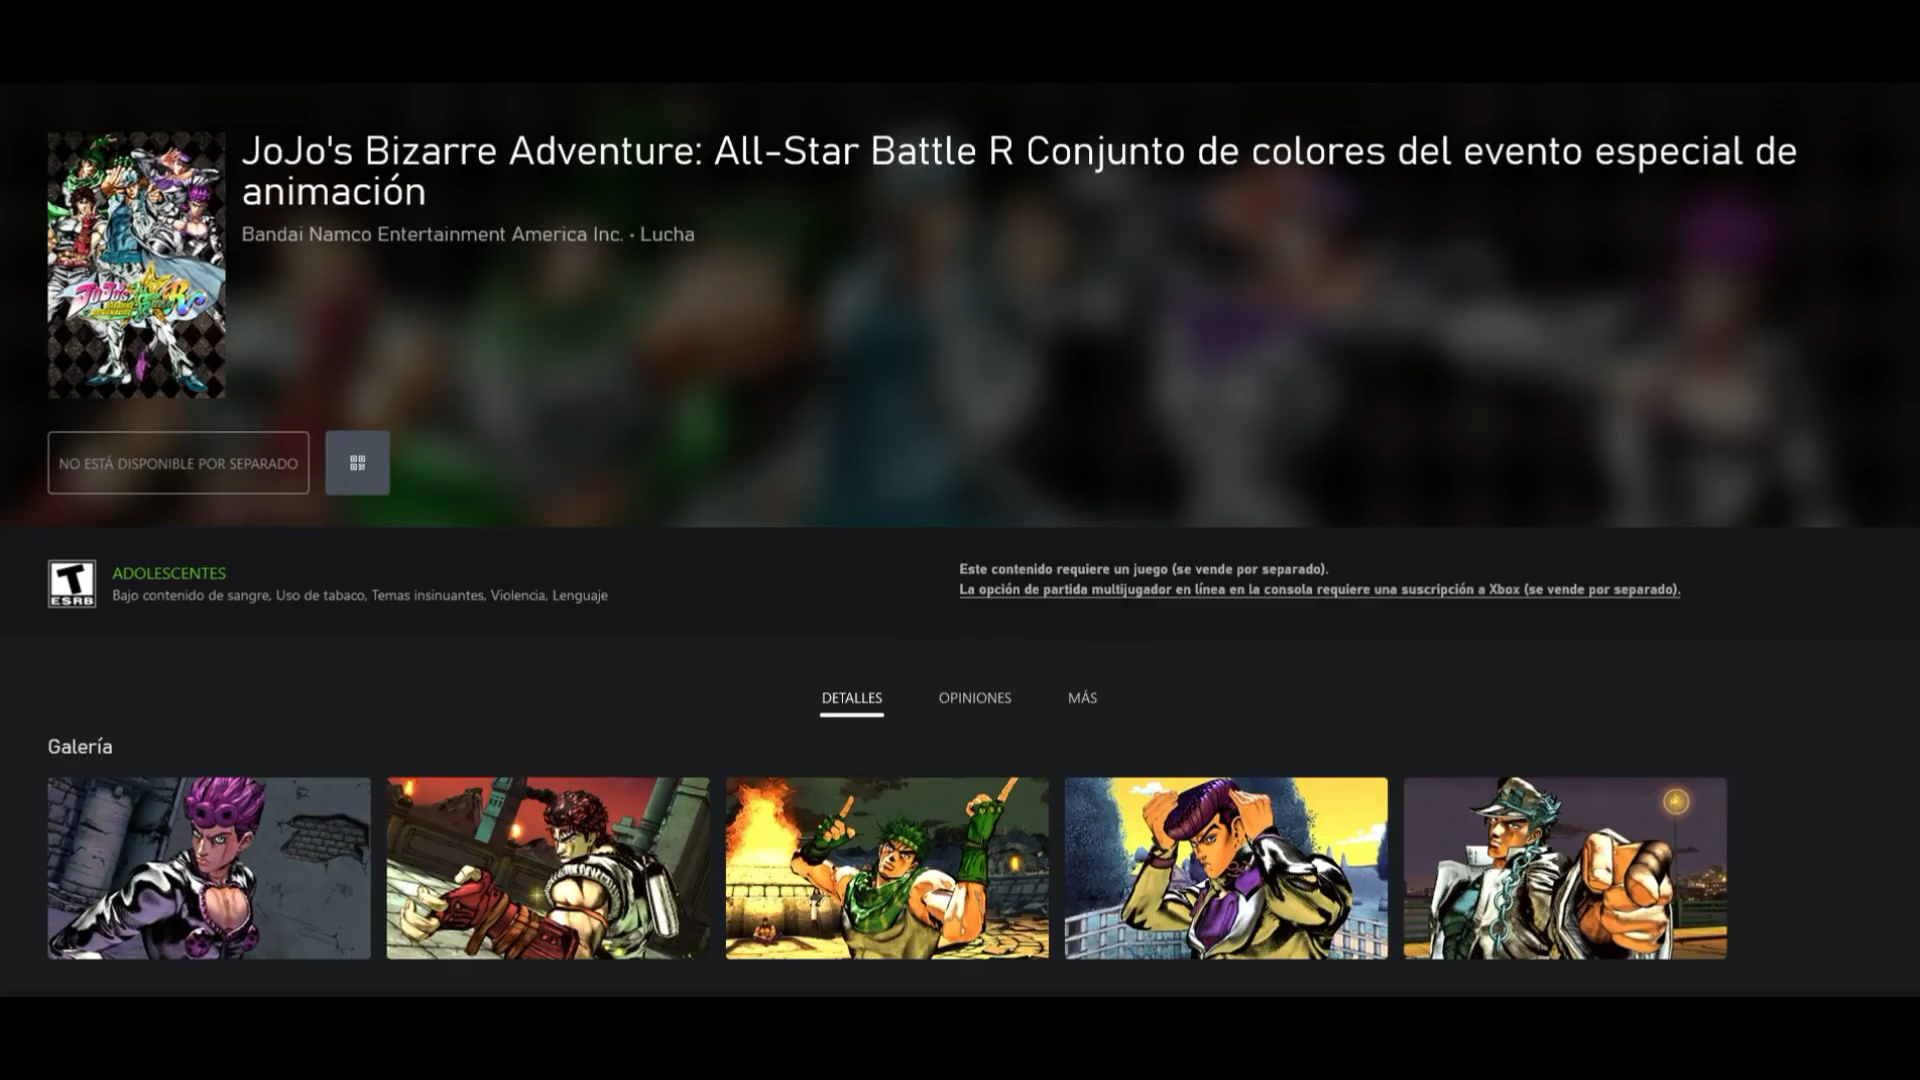 JoJo's Bizarre Adventure: All-Star Battle R Conjunto de colores del evento especial de
animación
Bandai Namco Entertainment America Inc. • Lucha
NO ESTÁ DISPONIBLE POR SEPARADO
T
ESRB
ADOLESCENTES
Bajo contenido de sangre, Uso de tabaco, Temas insinuantes, Violencia, Lenguaje
Este contenido requiere un juego (se vende por separado).
La opción de partida multijugador en línea en la consola requiere una suscripción a Xbox (se vende por separado).
DETALLES
OPINIONES
MÁS
Galería